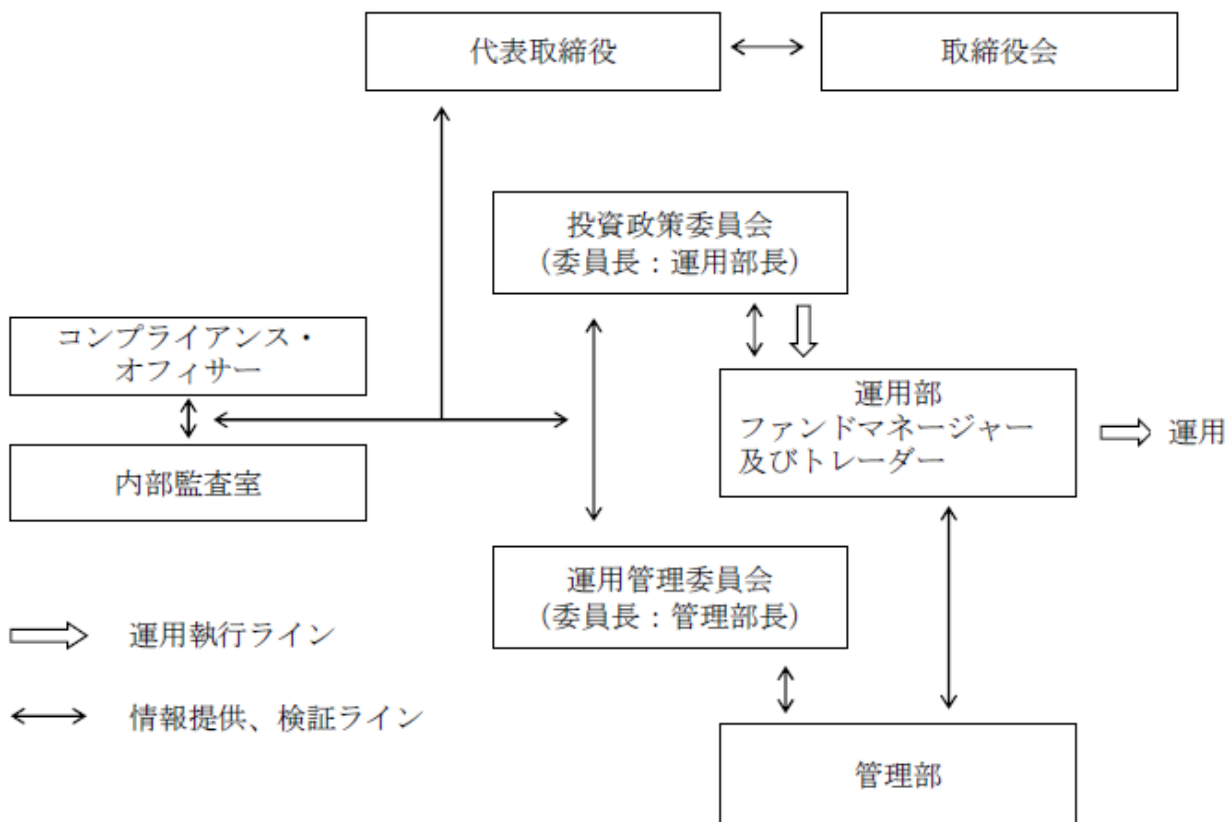 代表取締役
取締役会
投資政策委員会
(委員長：運用部長)
コンプライアンス・
オフィサー
内部監査室
運用部
ファンドマネージャー
及びトレーダー
運用
運用管理委員会
(委員長：管理部長)
運用執行ライン
情報提供、検証ライン
管理部